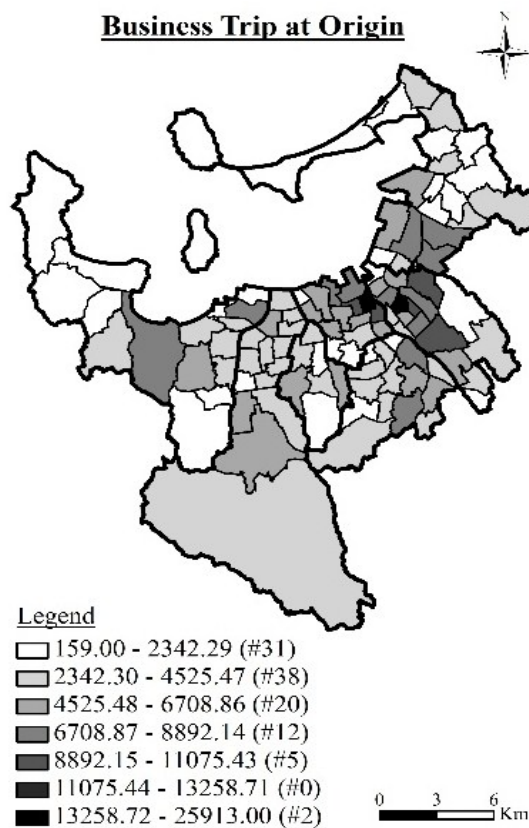 Business Trip at Origin
N
Legend
159.00 - 2342.29 (#31)
2342.30 - 4525.47 (#38)
4525.48 - 6708.86 (#20)
6708.87 - 8892.14 (#12)
8892.15 - 11075.43 (#5)
11075.44 - 13258.71 (#0)
13258.72 - 25913.00 (#2)
0 3 6
Km